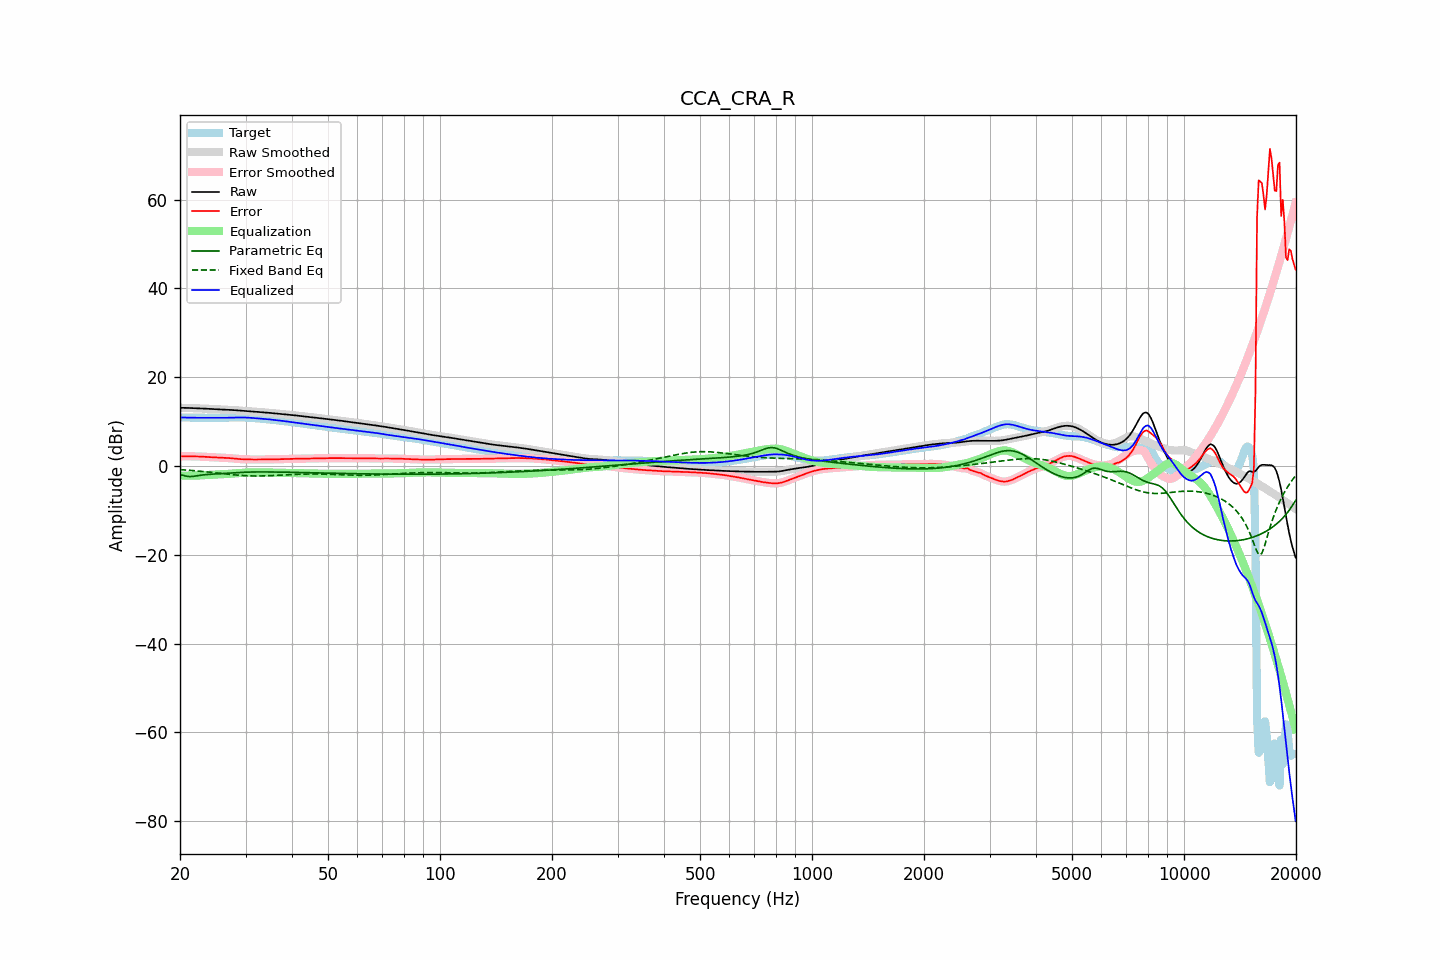 CCA_CRA_R
Target
Raw Smoothed
Error Smoothed
Raw
Error
Equalization
Parametric Eq
Fixed Band Eq
Equalized
60
40
20
0
−20
−40
−60
−80
Amplitude (dBr)
20 50 100 200 500 1000 2000 5000 10000 20000
Frequency (Hz)